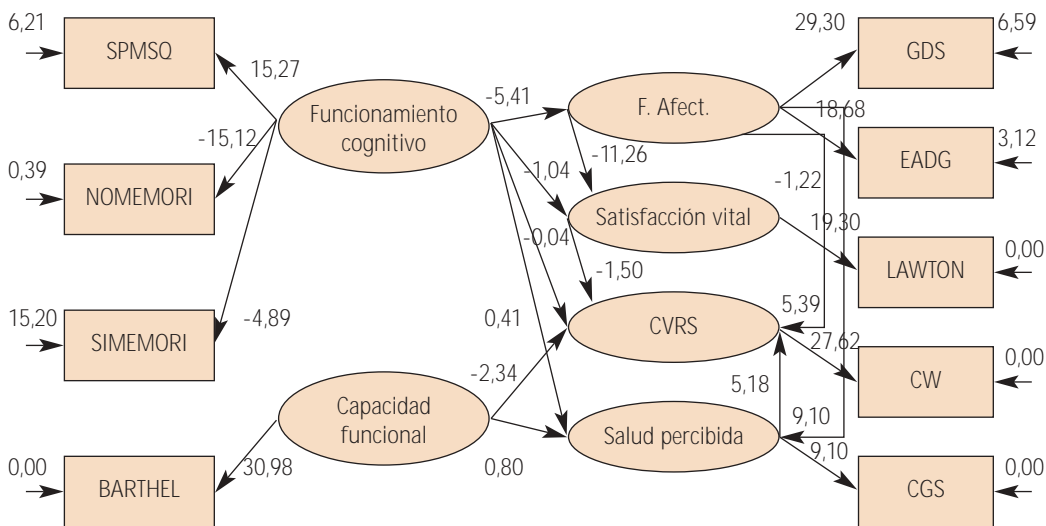 6,21
SPMSQ
15,27
0,39
NOMEMORI
-15,12
15,20
SIMEMORI
-4,89
0,00
BARTHEL
30,98
Funcionamiento
cognitivo
Capacidad
funcional
-5,41
-1,04
-0,04
0,41
-2,34
0,80
F. Afect.
-11,26
Satisfacción vital
-1,50
CVRS
5,18
Salud percibida
29,30
18,68
-1,22
19,30
5,39
27,62
9,10
9,10
GDS
6,59
EADG
3,12
LAWTON
0,00
CW
0,00
CGS
0,00